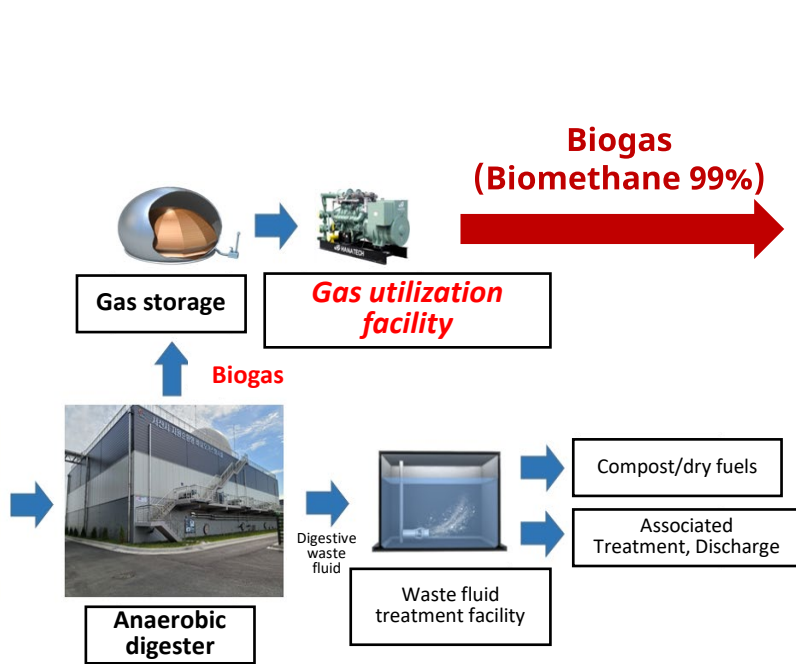 Biogas
(Biomethane 99%)
HANATECH
Gas storage
Gas utilization
facility
Biogas
Compost/dry fuels
Associated
Treatment, Discharge
Digestive
waste
fluid
Waste fluid
treatment facility
Anaerobic
digester